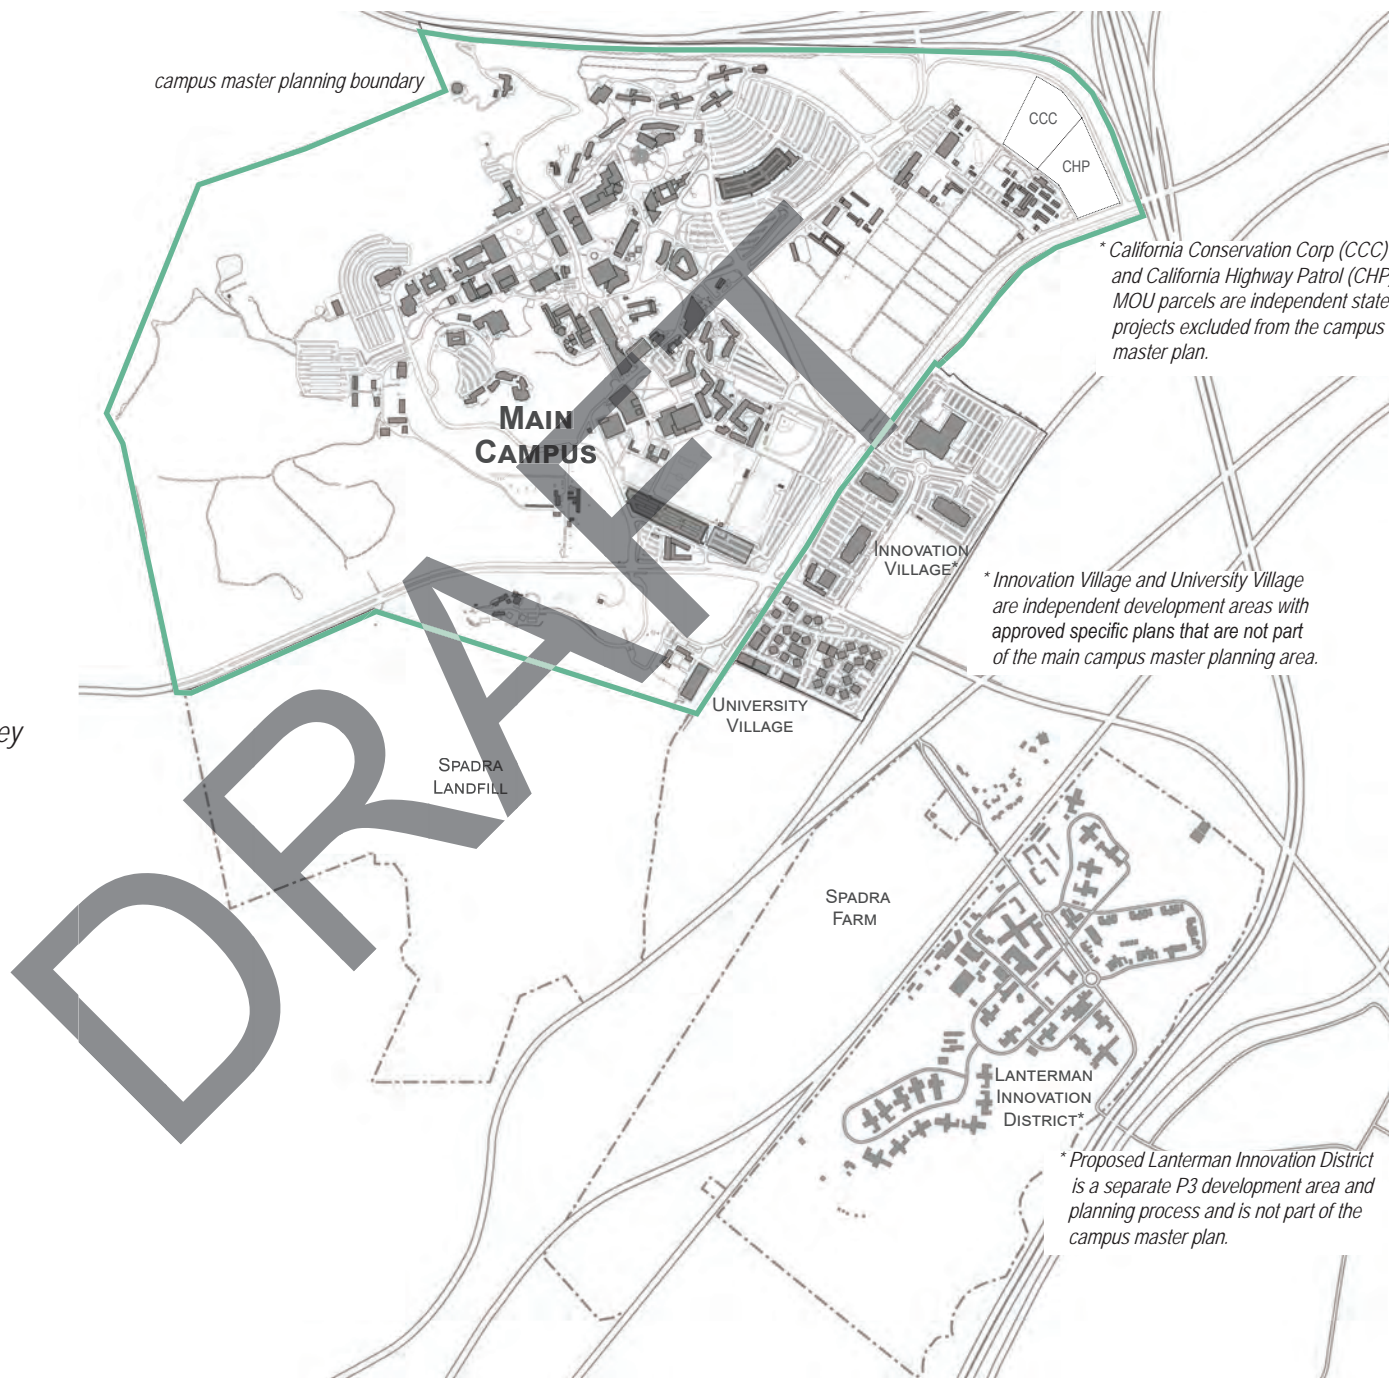 campus master planning boundary
CCC
CHP
* California Conservation Corp (CCC)
and California Highway Patrol (CHP)
MOU parcels are independent state
projects excluded from the campus
master plan.
MAIN
CAMPUS
INNOVATION
VILLAGE*
* Innovation Village and University Village
are independent development areas with
approved specific plans that are not part
of the main campus master planning area.
UNIVERSITY
VILLAGE
ey
SPADRA
LANDFILL
SPADRA
FARM
LANTERMAN
INNOVATION
DISTRICT*
* Proposed Lanterman Innovation District
is a separate P3 development area and
planning process and is not part of the
campus master plan.
DRAFT